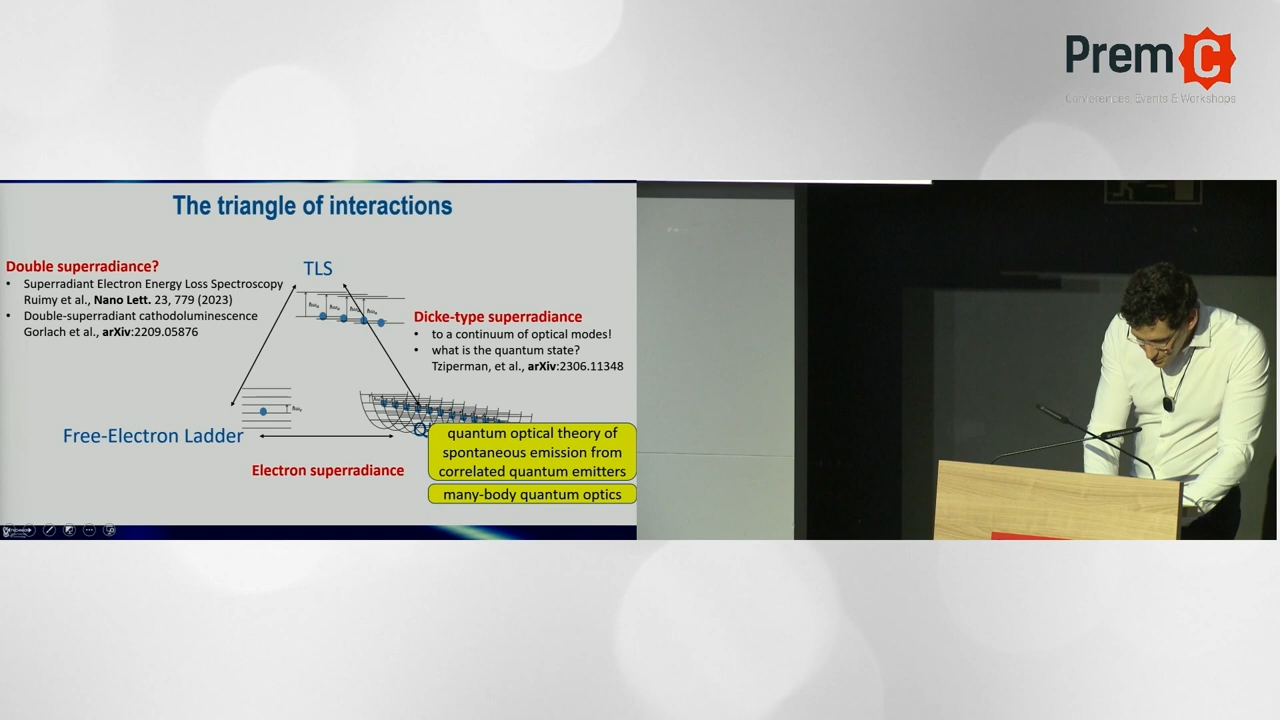 Prem C
Conferences, Events & Workshops
The triangle of interactions
Double superradiance?
• Superradiant Electron Energy Loss Spectroscopy
Ruimy et al., Nano Lett. 23, 779 (2023)
• Double-superradiant cathodoluminescence
Gorlach et al., arXiv:2209.05876
TLS
Dicke-type superradiance
• to a continuum of optical modes!
• what is the quantum state?
Tziperman, et al., arXiv:2306.11348
Free-Electron Ladder
Electron superradiance
quantum optical theory of
spontaneous emission from
correlated quantum emitters
many-body quantum optics